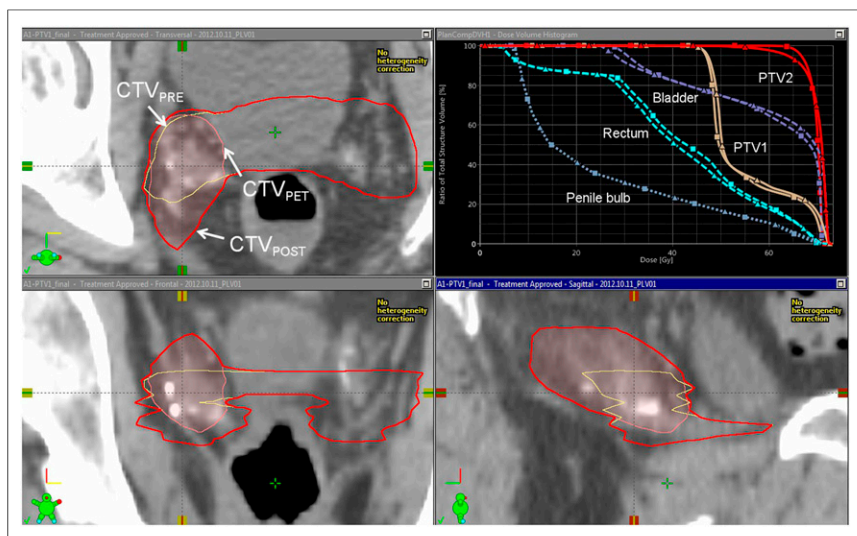 A1-PTV1_final - Treatment Approved - Transversal - 2012.10.11_PLV01
No
heterogeneity
correction
CTVPRE
CTVPET
CTVPOST
PlanCompDVH1 - Dose Volume Histogram
Ratio of Total Structure Volume [%]
100
80
60
40
20
0
PTV2
Bladder
Rectum
PTV1
Penile bulb
0
20
40
60
Dose [Gy]
A1-PTV1_final - Treatment Approved - Frontal - 2012.10.11_PLV01
No
heterogeneity
correction
A1-PTV1_final - Treatment Approved - Sagittal - 2012.10.11_PLV01
No
heterogeneity
correction